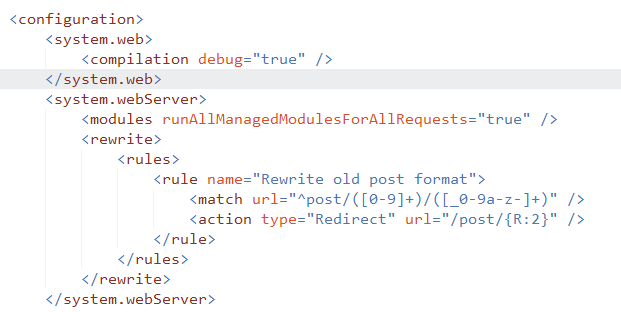 <configuration>
    <system.web>
        <compilation debug="true" />
    </system.web>
    <system.webServer>
        <modules runAllManagedModulesForAllRequests="true" />
        <rewrite>
            <rules>
                <rule name="Rewrite old post format">
                    <match url="^post/([0-9]+)/([_0-9a-z-]+)" />
                    <action type="Redirect" url="/post/{R:2}" />
                </rule>
            </rules>
        </rewrite>
    </system.webServer>